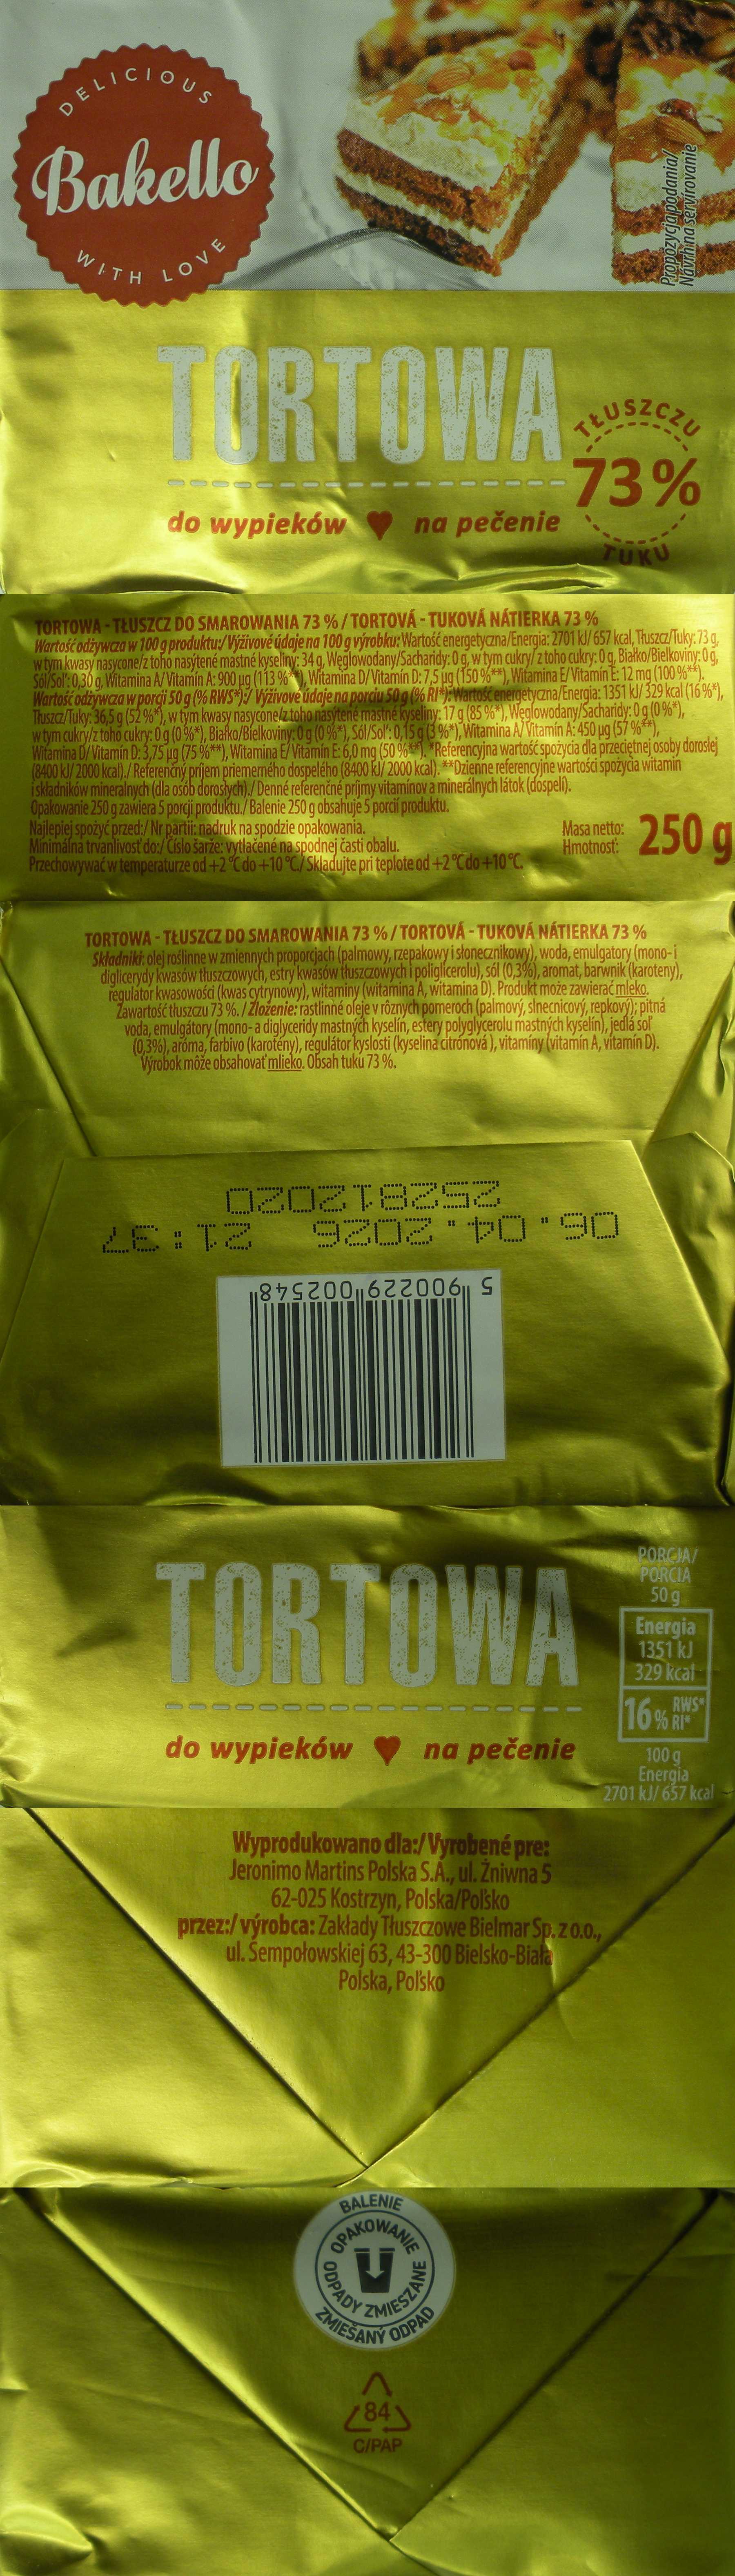 DELICIOUS
Bakello
WITH LOVE
Propozycja podania/
Návrh na servírovanie
TORTOWA
TŁUSZCZU
73%
TUKU
do wypieków na pečenie
TORTOWA - TŁUSZCZ DO SMAROWANIA 73 % / TORTOVÁ - TUKOVÁ NÁTIERKA 73 %
Wartość odżywcza w 100 g produktu:/ Výživové údaje na 100 g výrobku: Wartość energetyczna/Energia: 2701 kJ/ 657 kcal, Tłuszcz/Tuky: 73 g,
w tym kwasy nasycone/z toho nasýtené mastné kyseliny: 34 g, Węglowodany/Sacharidy: 0 g, w tym cukry/ z toho cukry: 0 g, Białko/Bielkoviny: 0 g,
Sól/Soľ: 0,30 g, Witamina A/ Vitamín A: 900 µg (113 %**), Witamina D/ Vitamín D: 7,5 µg (150 %**), Witamina E/ Vitamín E: 12 mg (100 %**).
Wartość odżywcza w porcji 50 g (% RWS*):/ Výživové údaje na porciu 50 g (% RI*): Wartość energetyczna/Energia: 1351 kJ/ 329 kcal (16 %*),
Tłuszcz/Tuky: 36,5 g (52 %*), w tym kwasy nasycone/z toho nasýtené mastné kyseliny: 17 g (85 %*), Węglowodany/Sacharidy: 0 g (0 %*),
w tym cukry/z toho cukry: 0 g (0 %*), Białko/Bielkoviny: 0 g (0 %*), Sól/Soľ: 0,15 g (3 %*), Witamina A/ Vitamín A: 450 µg (57 %**),
Witamina D/ Vitamín D: 3,75 µg (75 %**), Witamina E/ Vitamín E: 6,0 mg (50 %**). *Referencyjna wartość spożycia dla przeciętnej osoby dorosłej
(8400 kJ/ 2000 kcal)./ Referenčný príjem priemerného dospelého (8400 kJ/ 2000 kcal). **Dzienne referencyjne wartości spożycia witamin
i składników mineralnych (dla osób dorosłych)./ Denné referenčné príjmy vitamínov a minerálnych látok (dospelí).
Opakowanie 250 g zawiera 5 porcji produktu./ Balenie 250 g obsahuje 5 porcií produktu.
Najlepiej spożyć przed:/ Nr partii: nadruk na spodzie opakowania.
Minimálna trvanlivosť do:/ Číslo šarže: vytlačené na spodnej časti obalu.
Przechowywać w temperaturze od +2 °C do +10 °C./ Skladujte pri teplote od +2 °C do +10 °C.
Masa netto:
Hmotnosť:
250 g
TORTOWA - TŁUSZCZ DO SMAROWANIA 73 % / TORTOVÁ - TUKOVÁ NÁTIERKA 73 %
Składniki: olej roślinne w zmiennych proporcjach (palmowy, rzepakowy i słonecznikowy), woda, emulgatory (mono- i
diglicerydy kwasów tłuszczowych, estry kwasów tłuszczowych i poliglicerolu), sól (0,3%), aromat, barwnik (karoteny),
regulator kwasowości (kwas cytrynowy), witaminy (witamina A, witamina D). Produkt może zawierać mleko.
Zawartość tłuszczu 73 %. / Zloženie: rastlinné oleje v rôznych pomeroch (palmový, slnecnicový, repkový); pitná
voda, emulgátory (mono- a diglyceridy mastných kyselín, estery polyglycerolu mastných kyselín), jedlá soľ
(0,3%), aróma, farbivo (karotény), regulátor kyslosti (kyselina citrónová ), vitamíny (vitamín A, vitamín D).
Výrobok môže obsahovať mlieko. Obsah tuku 73 %.
06.04.2026 21:37
252812020
5 900229 002548
TORTOWA
do wypieków na pečenie
PORCJA/
PORCIA
50 g
Energia
1351 kJ
329 kcal
16% RWS*
RI*
100 g
Energia
2701 kJ/ 657 kcal
Wyprodukowano dla:/ Vyrobené pre:
Jeronimo Martins Polska S.A., ul. Żniwna 5
62-025 Kostrzyn, Polska/Poľsko
przez:/ výrobca: Zakłady Tłuszczowe Bielmar Sp. z o.o.,
ul. Sempołowskiej 63, 43-300 Bielsko-Biała
Polska, Poľsko
BALENIE
OPAKOWANIE
ODPADY ZMIESZANE
ZMIEŠANÝ ODPAD
84
C/PAP